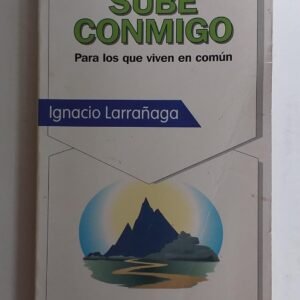 SUBE
CONMIGO
Para los que viven en común
Ignacio Larrañaga